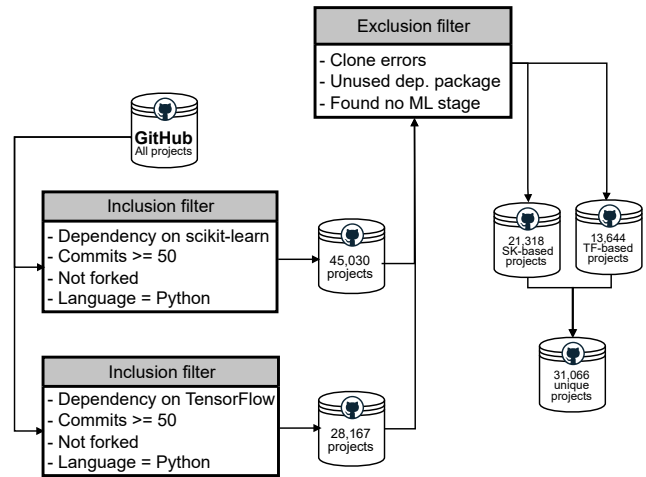 Exclusion filter
- Clone errors
- Unused dep. package
- Found no ML stage
GitHub
All projects
Inclusion filter
- Dependency on scikit-learn
- Commits >= 50
- Not forked
- Language = Python
45,030
projects
21,318
SK-based
projects
13,644
TF-based
projects
31,066
unique
projects
Inclusion filter
- Dependency on TensorFlow
- Commits >= 50
- Not forked
- Language = Python
28,167
projects